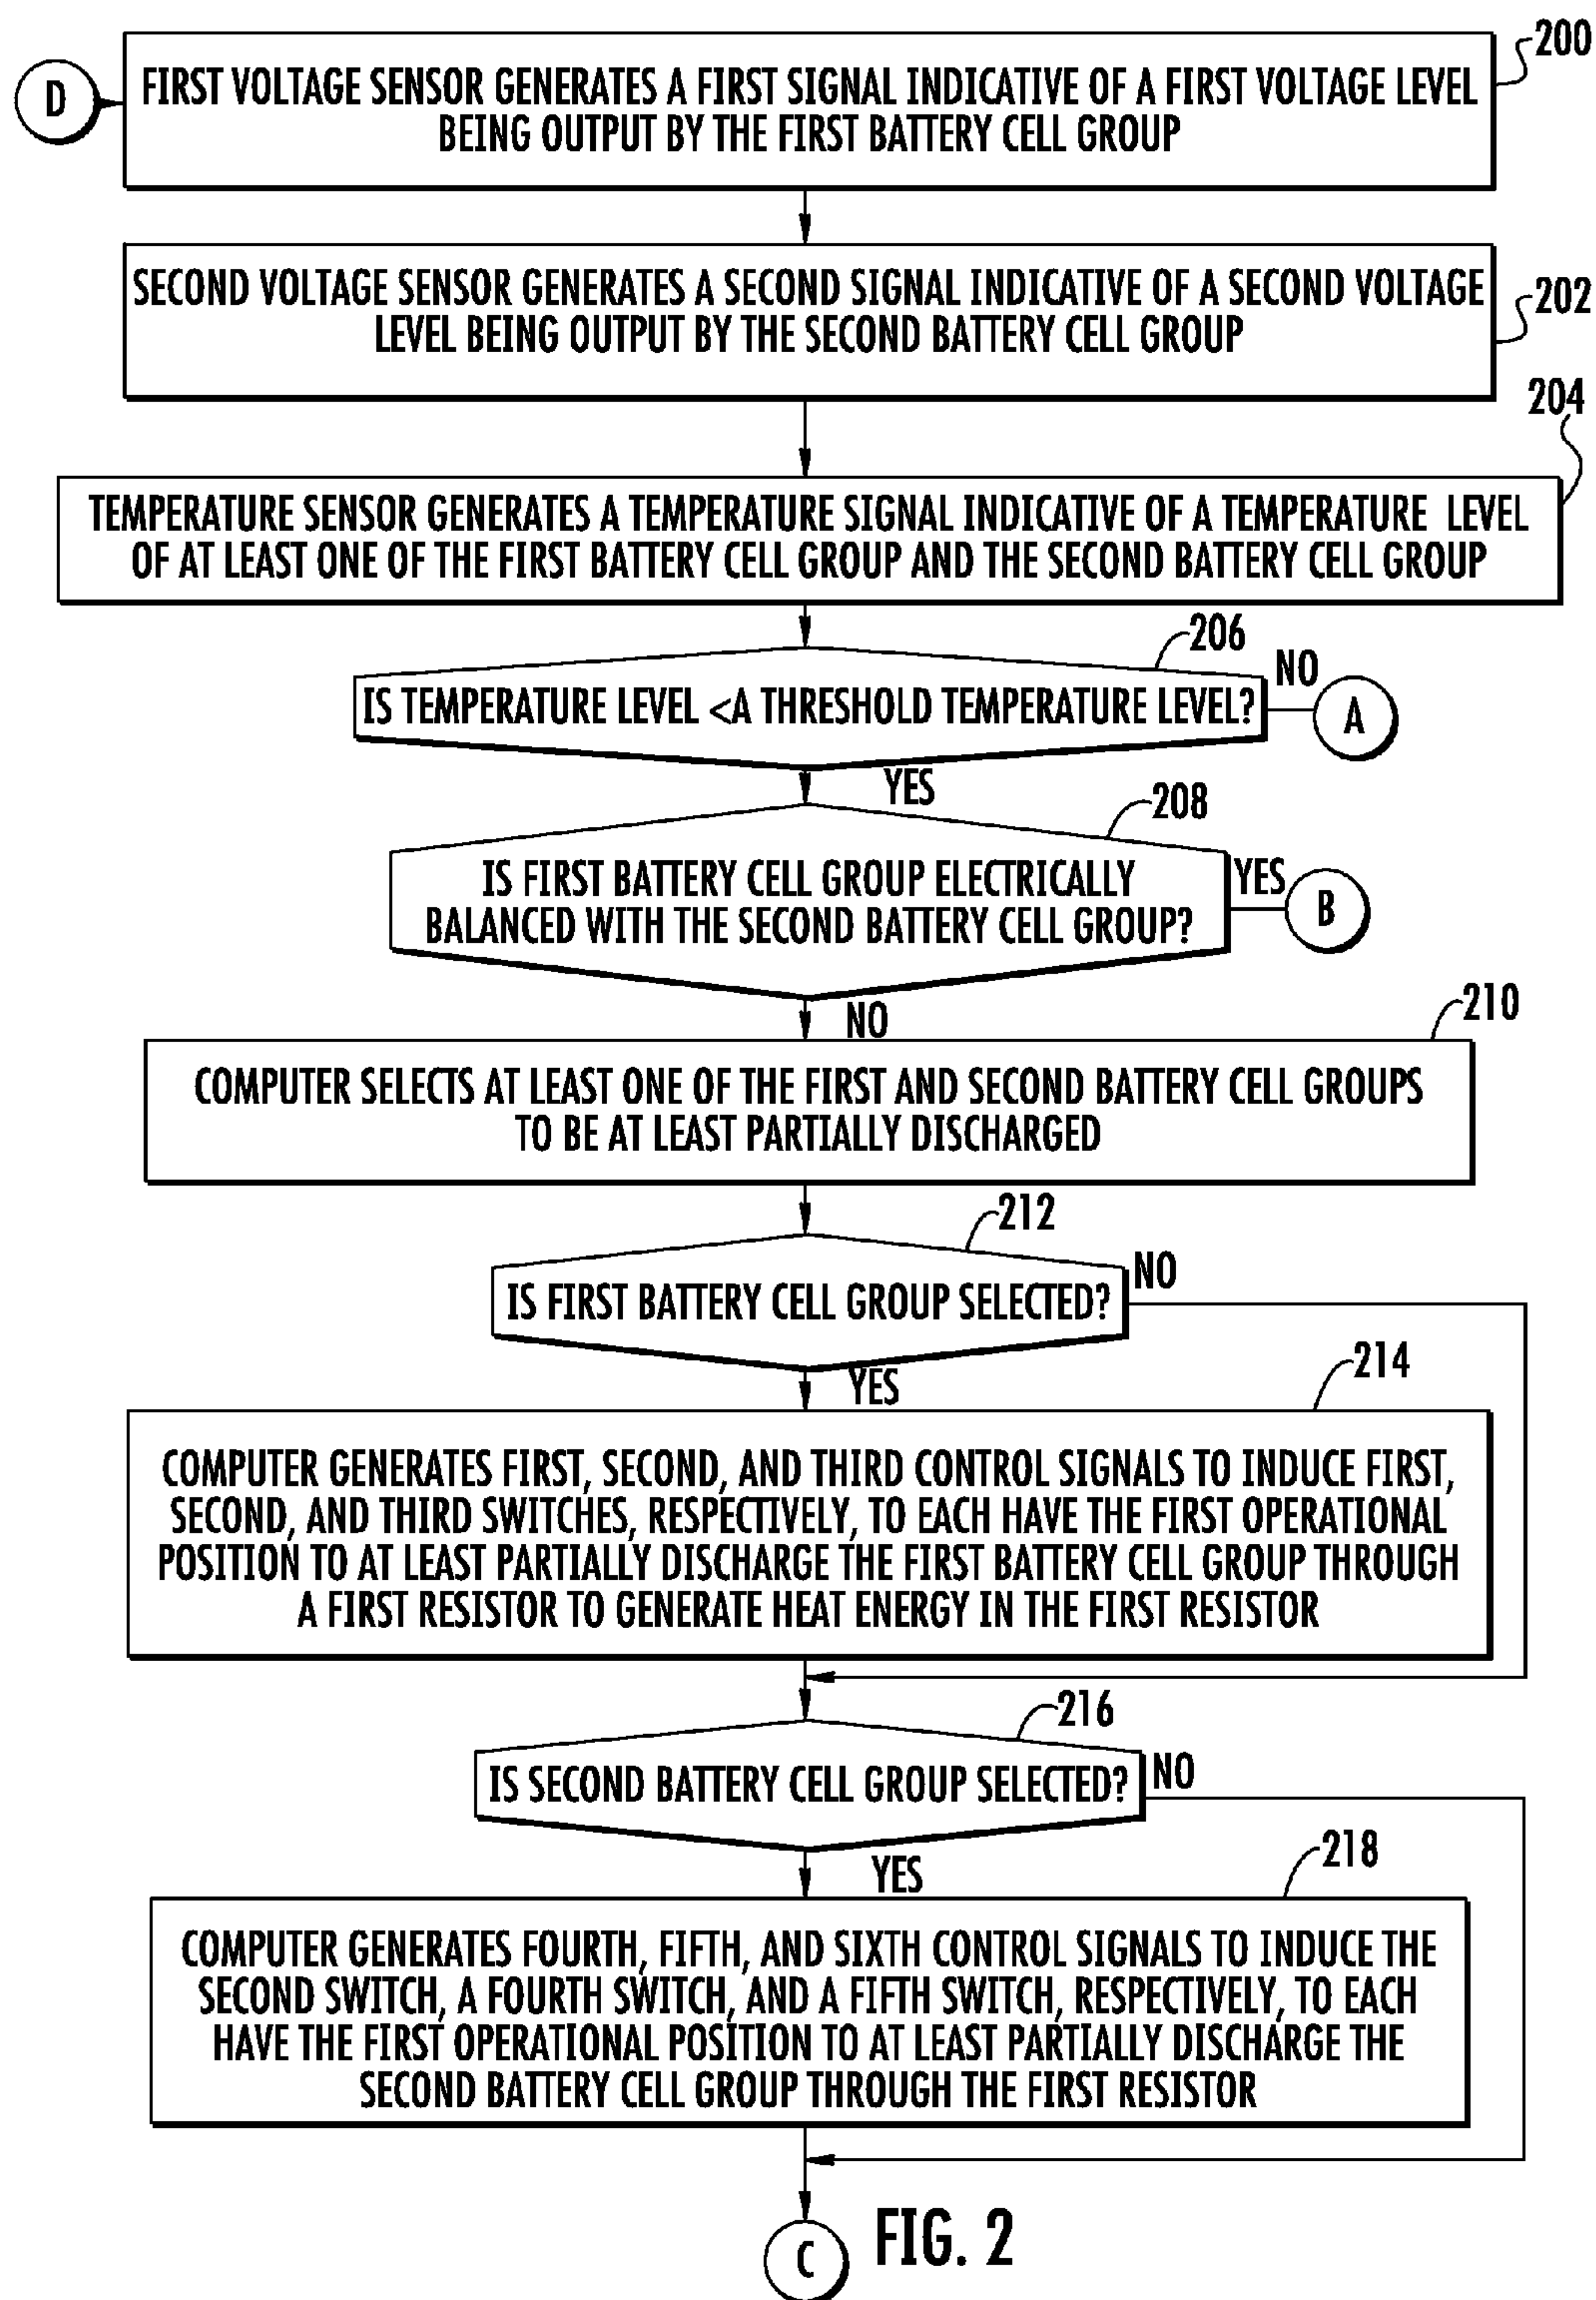 200
D
FIRST VOLTAGE SENSOR GENERATES A FIRST SIGNAL INDICATIVE OF A FIRST VOLTAGE LEVEL
BEING OUTPUT BY THE FIRST BATTERY CELL GROUP
202
SECOND VOLTAGE SENSOR GENERATES A SECOND SIGNAL INDICATIVE OF A SECOND VOLTAGE
LEVEL BEING OUTPUT BY THE SECOND BATTERY CELL GROUP
204
TEMPERATURE SENSOR GENERATES A TEMPERATURE SIGNAL INDICATIVE OF A TEMPERATURE LEVEL
OF AT LEAST ONE OF THE FIRST BATTERY CELL GROUP AND THE SECOND BATTERY CELL GROUP
206
IS TEMPERATURE LEVEL <A THRESHOLD TEMPERATURE LEVEL?
NO
A
YES
208
IS FIRST BATTERY CELL GROUP ELECTRICALLY
BALANCED WITH THE SECOND BATTERY CELL GROUP?
YES
B
NO
210
COMPUTER SELECTS AT LEAST ONE OF THE FIRST AND SECOND BATTERY CELL GROUPS
TO BE AT LEAST PARTIALLY DISCHARGED
212
IS FIRST BATTERY CELL GROUP SELECTED?
NO
YES
214
COMPUTER GENERATES FIRST, SECOND, AND THIRD CONTROL SIGNALS TO INDUCE FIRST,
SECOND, AND THIRD SWITCHES, RESPECTIVELY, TO EACH HAVE THE FIRST OPERATIONAL
POSITION TO AT LEAST PARTIALLY DISCHARGE THE FIRST BATTERY CELL GROUP THROUGH
A FIRST RESISTOR TO GENERATE HEAT ENERGY IN THE FIRST RESISTOR
216
IS SECOND BATTERY CELL GROUP SELECTED?
NO
YES
218
COMPUTER GENERATES FOURTH, FIFTH, AND SIXTH CONTROL SIGNALS TO INDUCE THE
SECOND SWITCH, A FOURTH SWITCH, AND A FIFTH SWITCH, RESPECTIVELY, TO EACH
HAVE THE FIRST OPERATIONAL POSITION TO AT LEAST PARTIALLY DISCHARGE THE
SECOND BATTERY CELL GROUP THROUGH THE FIRST RESISTOR
C
FIG. 2